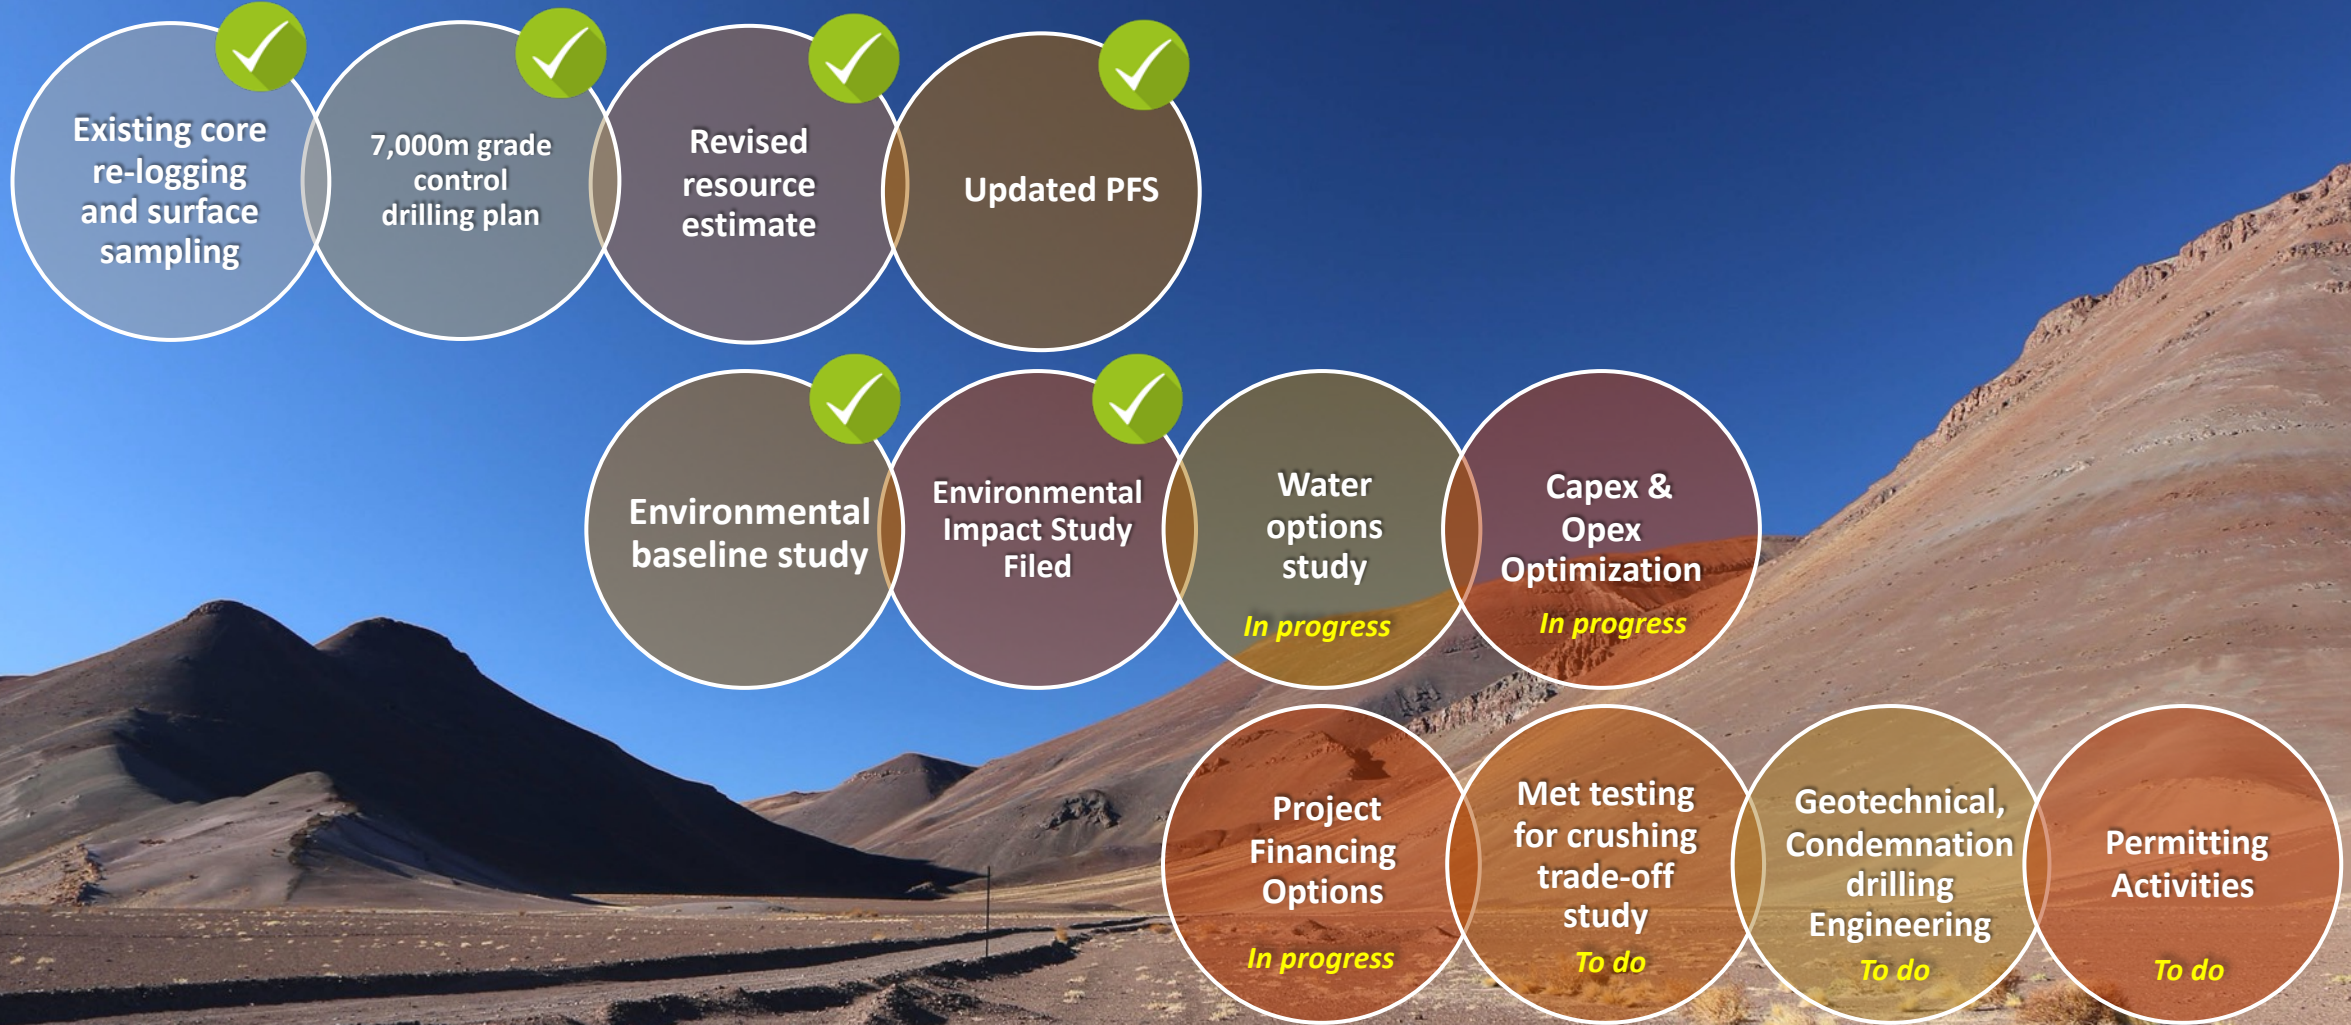 Existing core
re-logging
and surface
sampling
7,000m grade
control
drilling plan
Revised
resource
estimate
Updated PFS
Environmental
baseline study
Environmental
Impact Study
Filed
Water
options
study
In progress
Capex &
Opex
Optimization
In progress
Project
Financing
Options
In progress
Met testing
for crushing
trade-off
study
To do
Geotechnical,
Condemnation
drilling
Engineering
To do
Permitting
Activities
To do